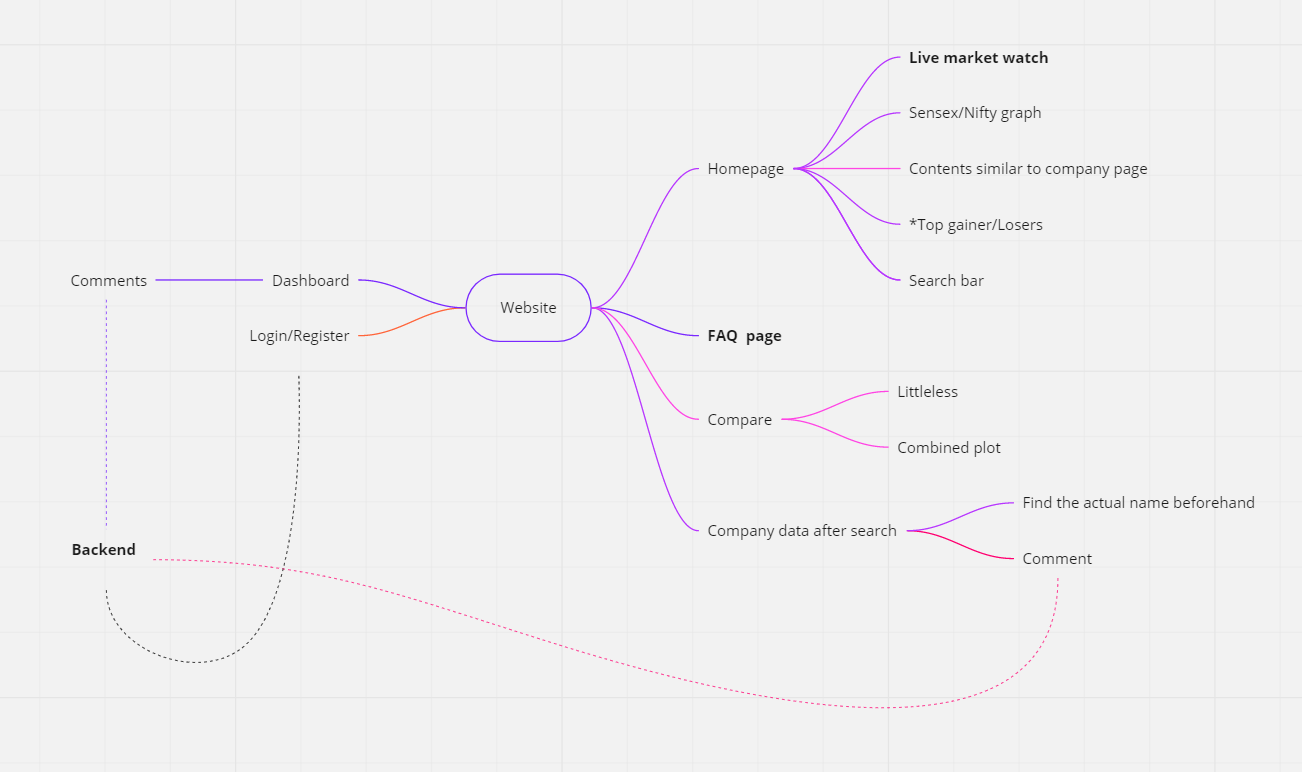 Live market watch
Sensex/Nifty graph
Homepage
Contents similar to company page
*Top gainer/Losers
Comments
Dashboard
Search bar
Website
Login/Register
FAQ  page
Littleless
Compare
Combined plot
Find the actual name beforehand
Company data after search
Backend
Comment